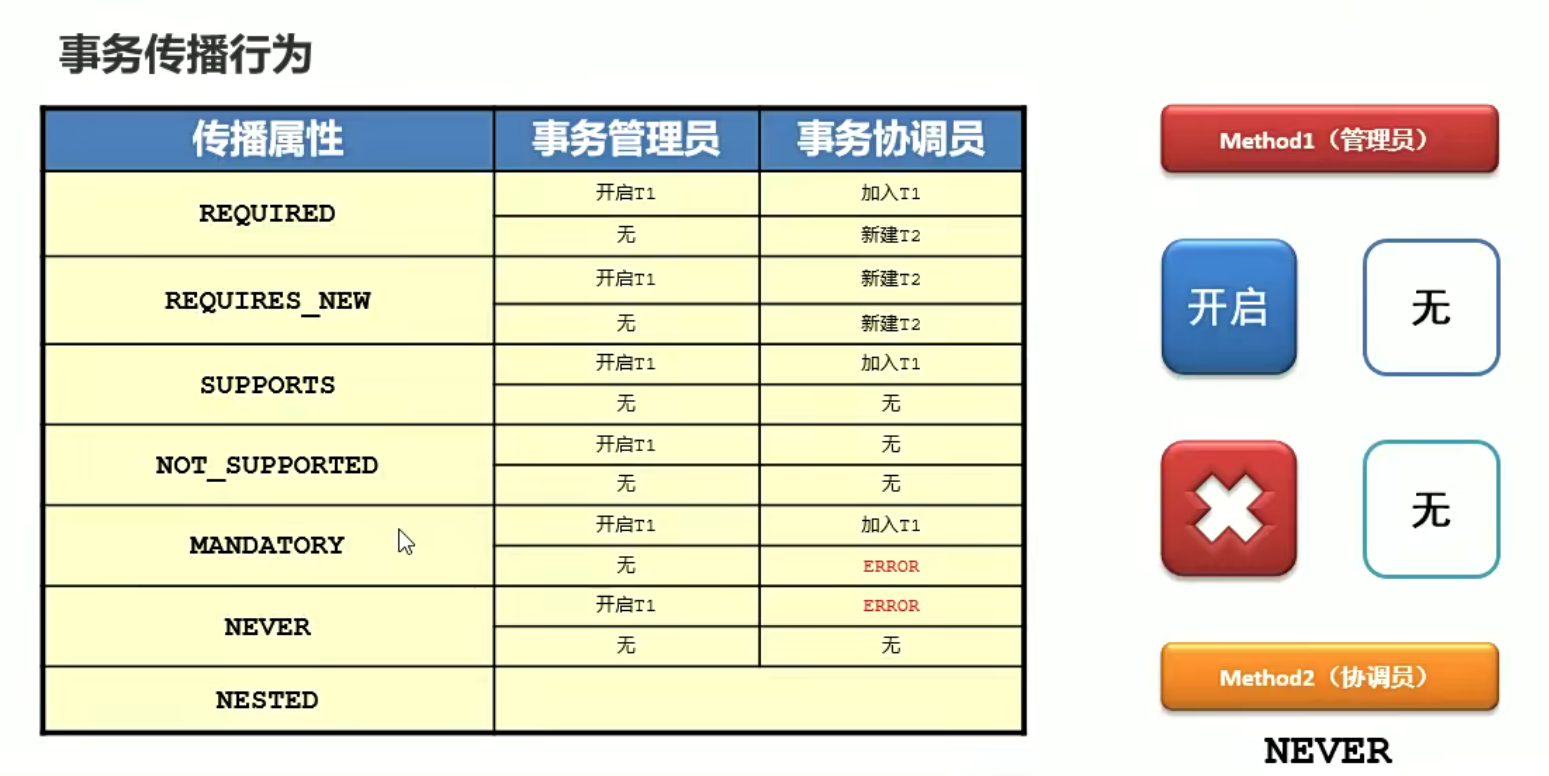 事务传播行为
传播属性 事务管理员 事务协调员
REQUIRED
开启T1 加入T1
无 新建T2
REQUIRES_NEW
开启T1 新建T2
无 新建T2
SUPPORTS
开启T1 加入T1
无 无
NOT_SUPPORTED
开启T1 无
无 无
MANDATORY
开启T1 加入T1
无 ERROR
NEVER
开启T1 ERROR
无 无
NESTED
Method1（管理员）
开启 无
无
Method2（协调员）
NEVER